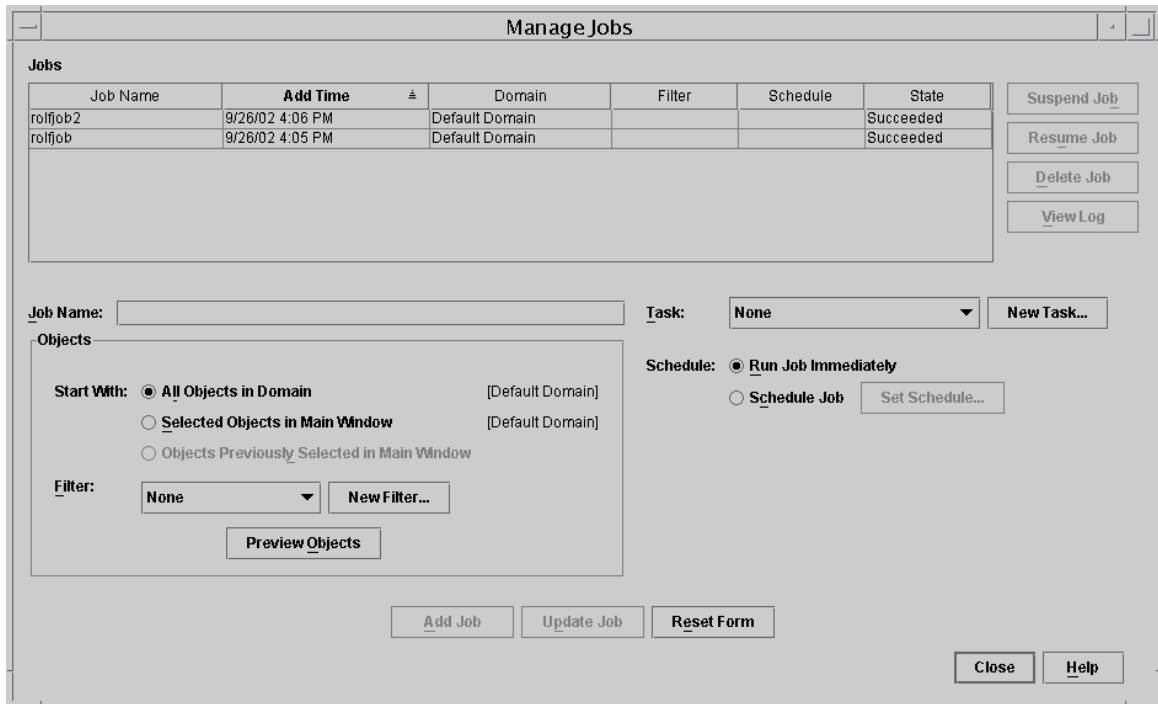 Manage Jobs
Jobs
Job Name Add Time Domain Filter Schedule State
rolfjob2 9/26/02 4:06 PM Default Domain Succeeded
rolfjob 9/26/02 4:05 PM Default Domain Succeeded
Suspend Job
Resume Job
Delete Job
View Log
Job Name:
Task: None New Task...
Objects
Start With: All Objects in Domain [Default Domain]
Selected Objects in Main Window [Default Domain]
Objects Previously Selected in Main Window
Filter: None New Filter...
Preview Objects
Schedule: Run Job Immediately
Schedule Job Set Schedule...
Add Job Update Job Reset Form
Close Help